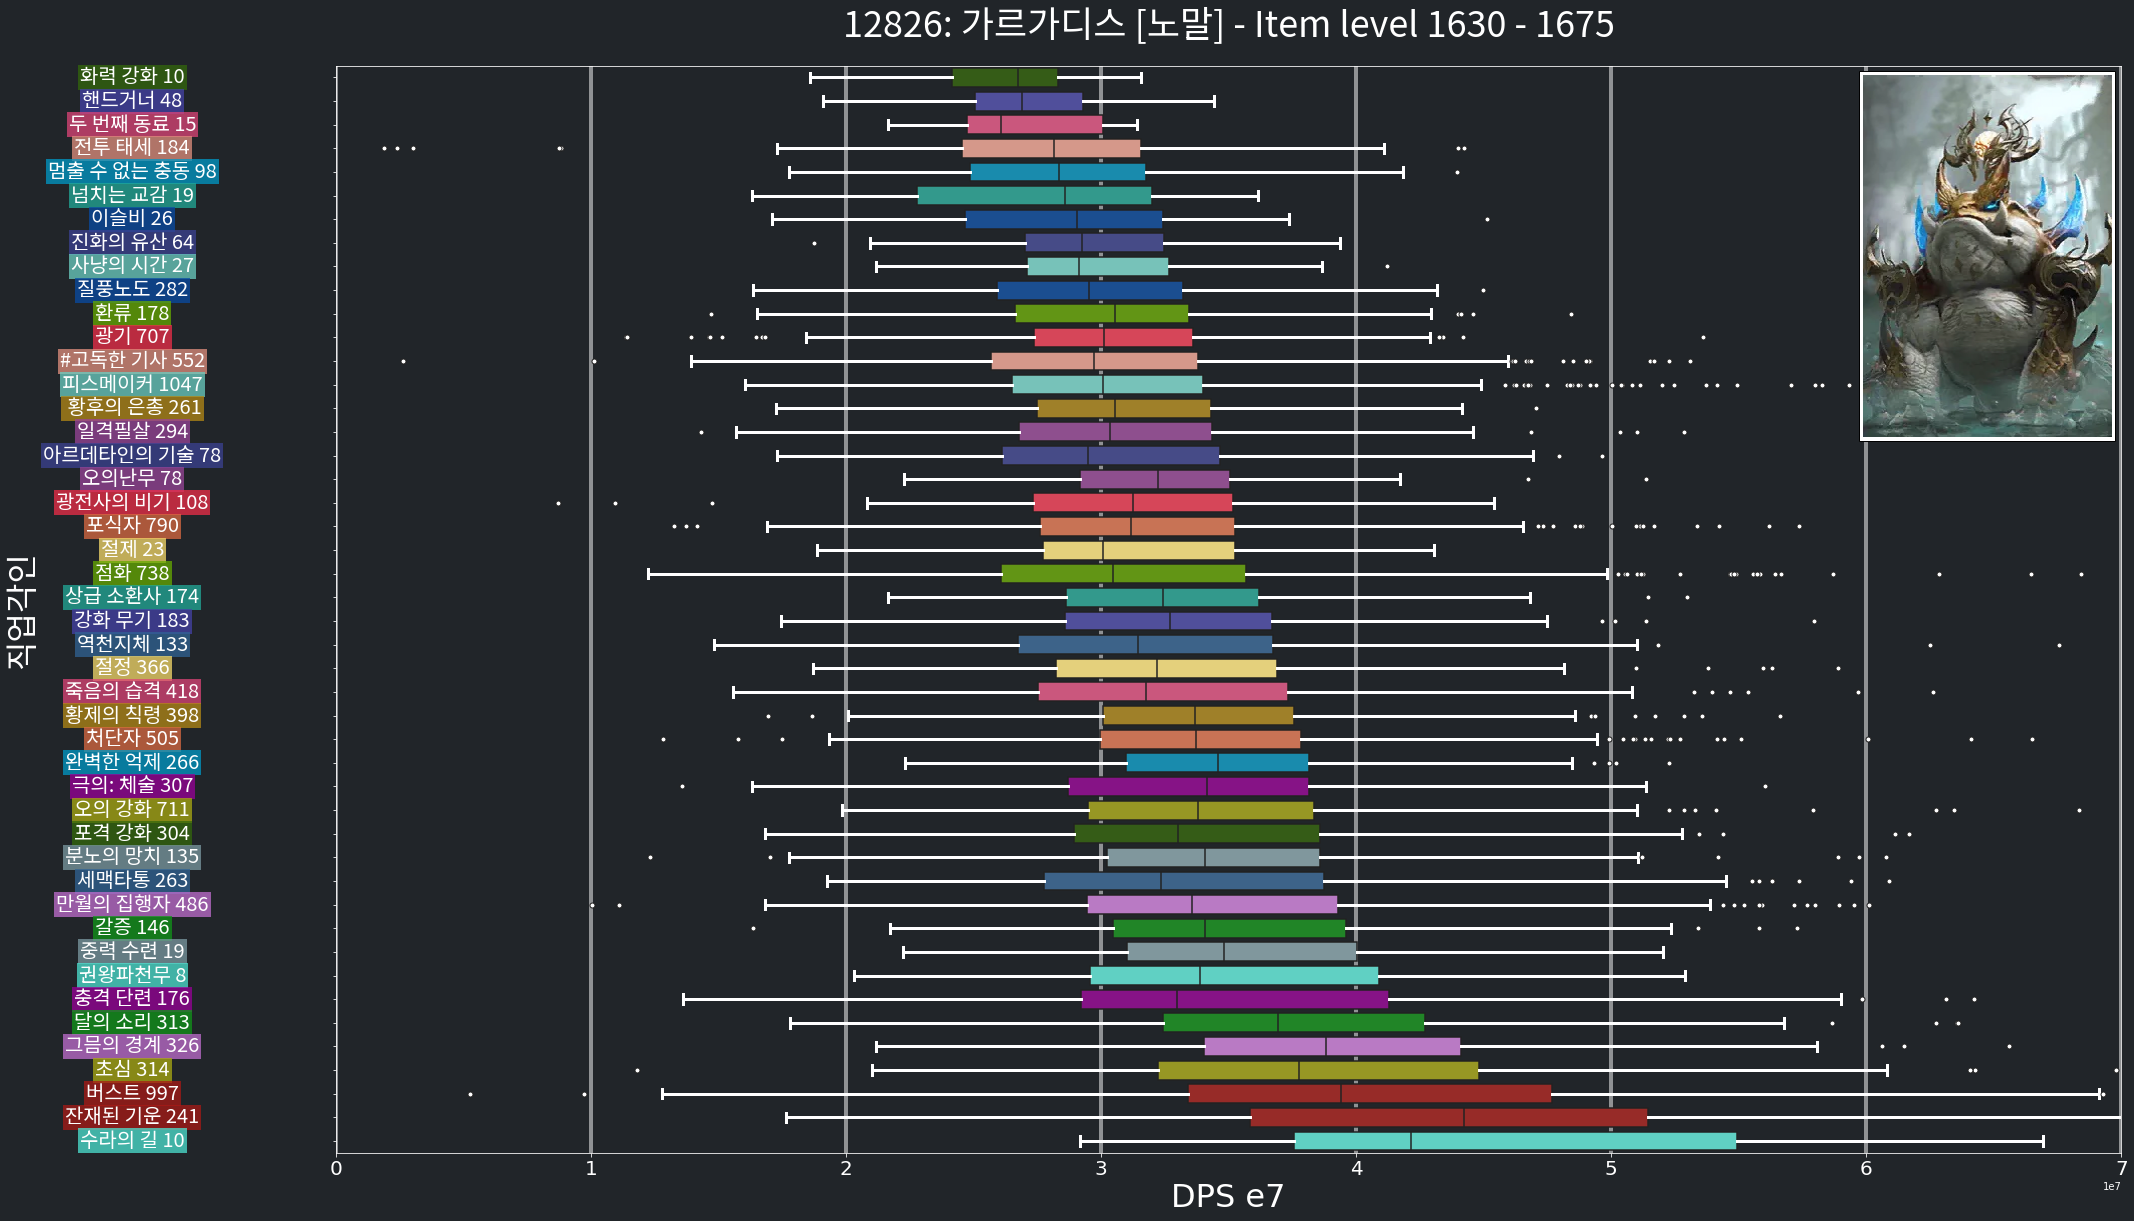 12826: 가르가디스 [노말] - Item level 1630 - 1675
직업각인
화력 강화 10
핸드거너 48
두 번째 동료 15
전투 태세 184
멈출 수 없는 충동 98
넘치는 교감 19
이슬비 26
진화의 유산 64
사냥의 시간 27
질풍노도 282
환류 178
광기 707
#고독한 기사 552
피스메이커 1047
황후의 은총 261
일격필살 294
아르데타인의 기술 78
오의난무 78
광전사의 비기 108
포식자 790
절제 23
점화 738
상급 소환사 174
강화 무기 183
역천지체 133
절정 366
죽음의 습격 418
황제의 칙령 398
처단자 505
완벽한 억제 266
극의: 체술 307
오의 강화 711
포격 강화 304
분노의 망치 135
세맥타통 263
만월의 집행자 486
갈증 146
중력 수련 19
권왕파천무 8
충격 단련 176
달의 소리 313
그믐의 경계 326
초심 314
버스트 997
잔재된 기운 241
수라의 길 10
0 1 2 3 4 5 6 7
1e7
DPS e7